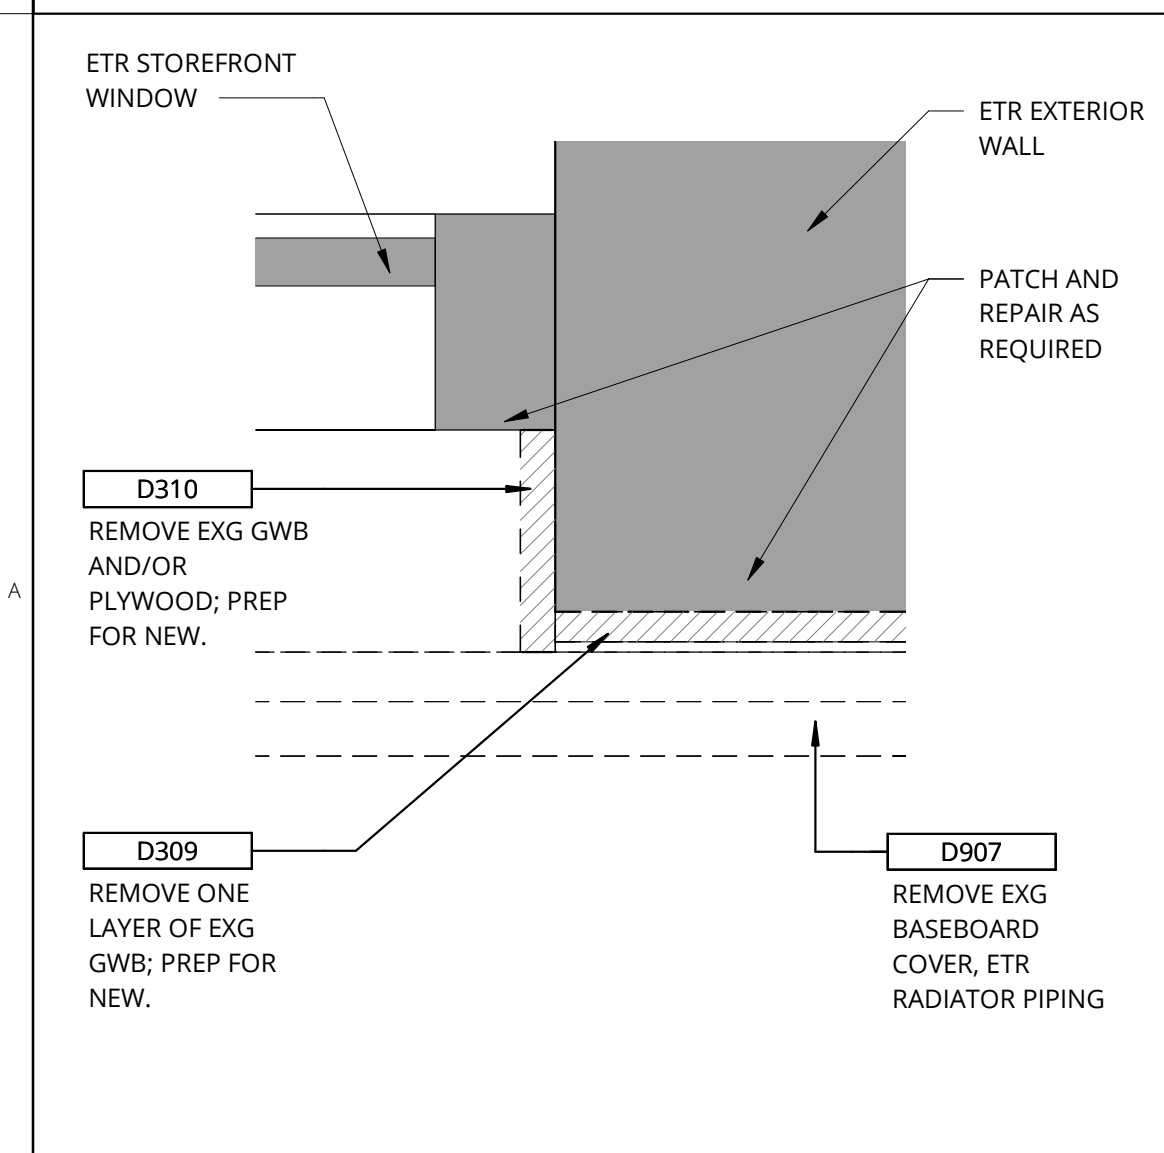 ETR STOREFRONT
WINDOW
ETR EXTERIOR
WALL
PATCH AND
REPAIR AS
REQUIRED
D310
REMOVE EXG GWB
AND/OR
PLYWOOD; PREP
FOR NEW.
A
D309
REMOVE ONE
LAYER OF EXG
GWB; PREP FOR
NEW.
D907
REMOVE EXG
BASEBOARD
COVER, ETR
RADIATOR PIPING